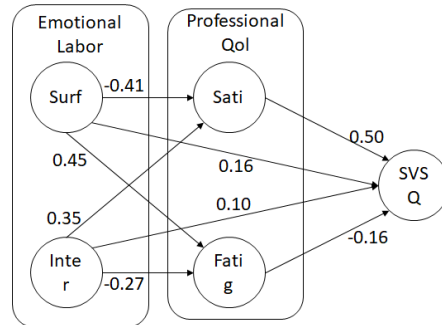 Emotional
Labor
Professional
Qol
Surf
-0.41
Sati
0.45
0.16
0.50
0.35
0.10
SVS
Q
Inte
r
-0.27
Fati
g
-0.16